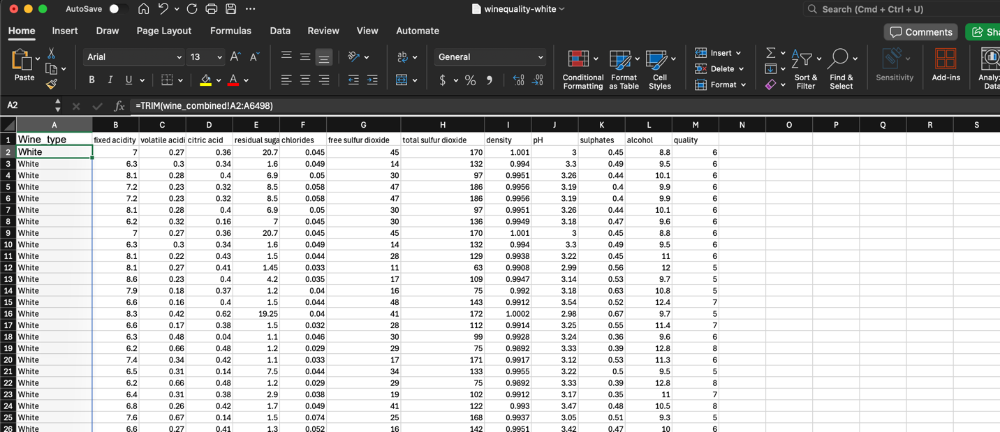 AutoSave winequality-white Search (Cmd + Ctrl + U)
Home Insert Draw Page Layout Formulas Data Review View Automate Comments Sha
Arial 13 General Insert
Paste B I U $ % Conditional Formatting Format as Table Cell Styles Delete Format Sort & Filter Find & Select Sensitivity Add-ins Analyz Data
A2 fx =TRIM(wine_combined!A2:A6498)
A B C D E F G H I J K L M N O P Q R S
1 Wine_type fixed acidity volatile acidi citric acid residual suga chlorides free sulfur dioxide total sulfur dioxide density pH sulphates alcohol quality
2 White 7 0.27 0.36 20.7 0.045 45 170 1.001 3 0.45 8.8 6
3 White 6.3 0.3 0.34 1.6 0.049 14 132 0.994 3.3 0.49 9.5 6
4 White 8.1 0.28 0.4 6.9 0.05 30 97 0.9951 3.26 0.44 10.1 6
5 White 7.2 0.23 0.32 8.5 0.058 47 186 0.9956 3.19 0.4 9.9 6
6 White 7.2 0.23 0.32 8.5 0.058 47 186 0.9956 3.19 0.4 9.9 6
7 White 8.1 0.28 0.4 6.9 0.05 30 97 0.9951 3.26 0.44 10.1 6
8 White 6.2 0.32 0.16 7 0.045 30 136 0.9949 3.18 0.47 9.6 6
9 White 7 0.27 0.36 20.7 0.045 45 170 1.001 3 0.45 8.8 6
10 White 6.3 0.3 0.34 1.6 0.049 14 132 0.994 3.3 0.49 9.5 6
11 White 8.1 0.22 0.43 1.5 0.044 28 129 0.9938 3.22 0.45 11 6
12 White 8.1 0.27 0.41 1.45 0.033 11 63 0.9908 2.99 0.56 12 5
13 White 8.6 0.23 0.4 4.2 0.035 17 109 0.9947 3.14 0.53 9.7 5
14 White 7.9 0.18 0.37 1.2 0.04 16 75 0.992 3.18 0.63 10.8 5
15 White 6.6 0.16 0.4 1.5 0.044 48 143 0.9912 3.54 0.52 12.4 7
16 White 8.3 0.42 0.62 19.25 0.04 41 172 1.0002 2.98 0.67 9.7 5
17 White 6.6 0.17 0.38 1.5 0.032 28 112 0.9914 3.25 0.55 11.4 7
18 White 6.3 0.48 0.04 1.1 0.046 30 99 0.9928 3.24 0.36 9.6 6
19 White 6.2 0.66 0.48 1.2 0.029 29 75 0.9892 3.33 0.39 12.8 8
20 White 7.4 0.34 0.42 1.1 0.033 17 171 0.9917 3.12 0.53 11.3 6
21 White 6.5 0.31 0.14 7.5 0.044 34 133 0.9955 3.22 0.5 9.5 5
22 White 6.2 0.66 0.48 1.2 0.029 29 75 0.9892 3.33 0.39 12.8 8
23 White 6.4 0.31 0.38 2.9 0.038 19 102 0.9912 3.17 0.35 11 7
24 White 6.8 0.26 0.42 1.7 0.049 41 122 0.993 3.47 0.48 10.5 8
25 White 7.6 0.67 0.14 1.5 0.074 25 168 0.9937 3.05 0.51 9.3 5
26 White 6.6 0.27 0.41 1.3 0.052 16 142 0.9951 3.42 0.47 10 6